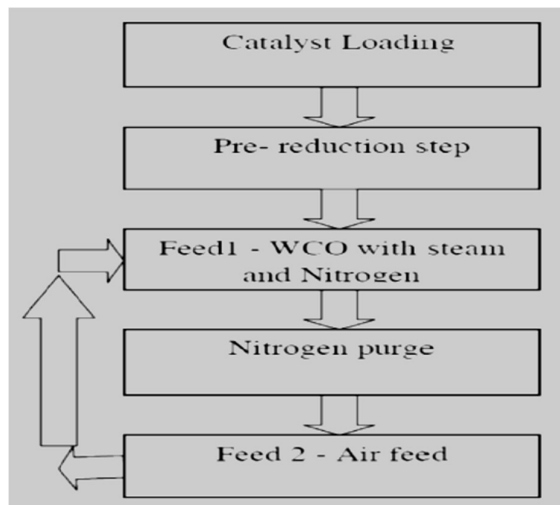 Catalyst Loading
Pre- reduction step
Feed1 - WCO with steam
and Nitrogen
Nitrogen purge
Feed 2 - Air feed